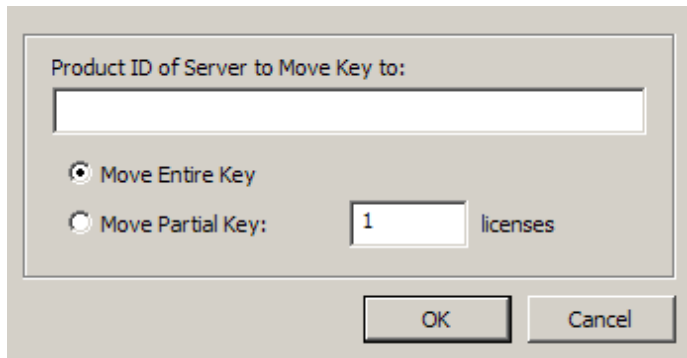 Product ID of Server to Move Key to:
Move Entire Key
Move Partial Key: 1 licenses
OK Cancel